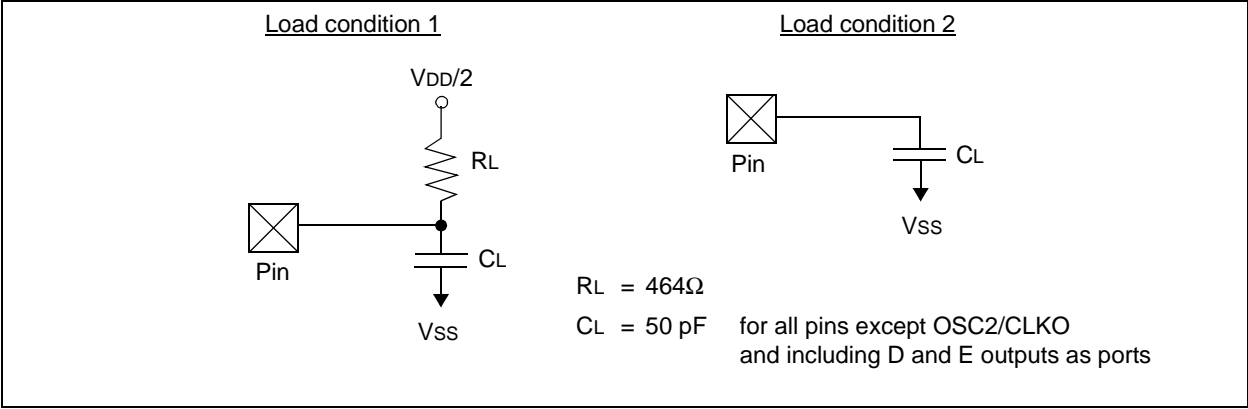 Load condition 1
Load condition 2
VDD/2
RL
Pin
CL
VSS
Pin
CL
VSS
RL = 464Ω
CL = 50 pF for all pins except OSC2/CLKO
and including D and E outputs as ports